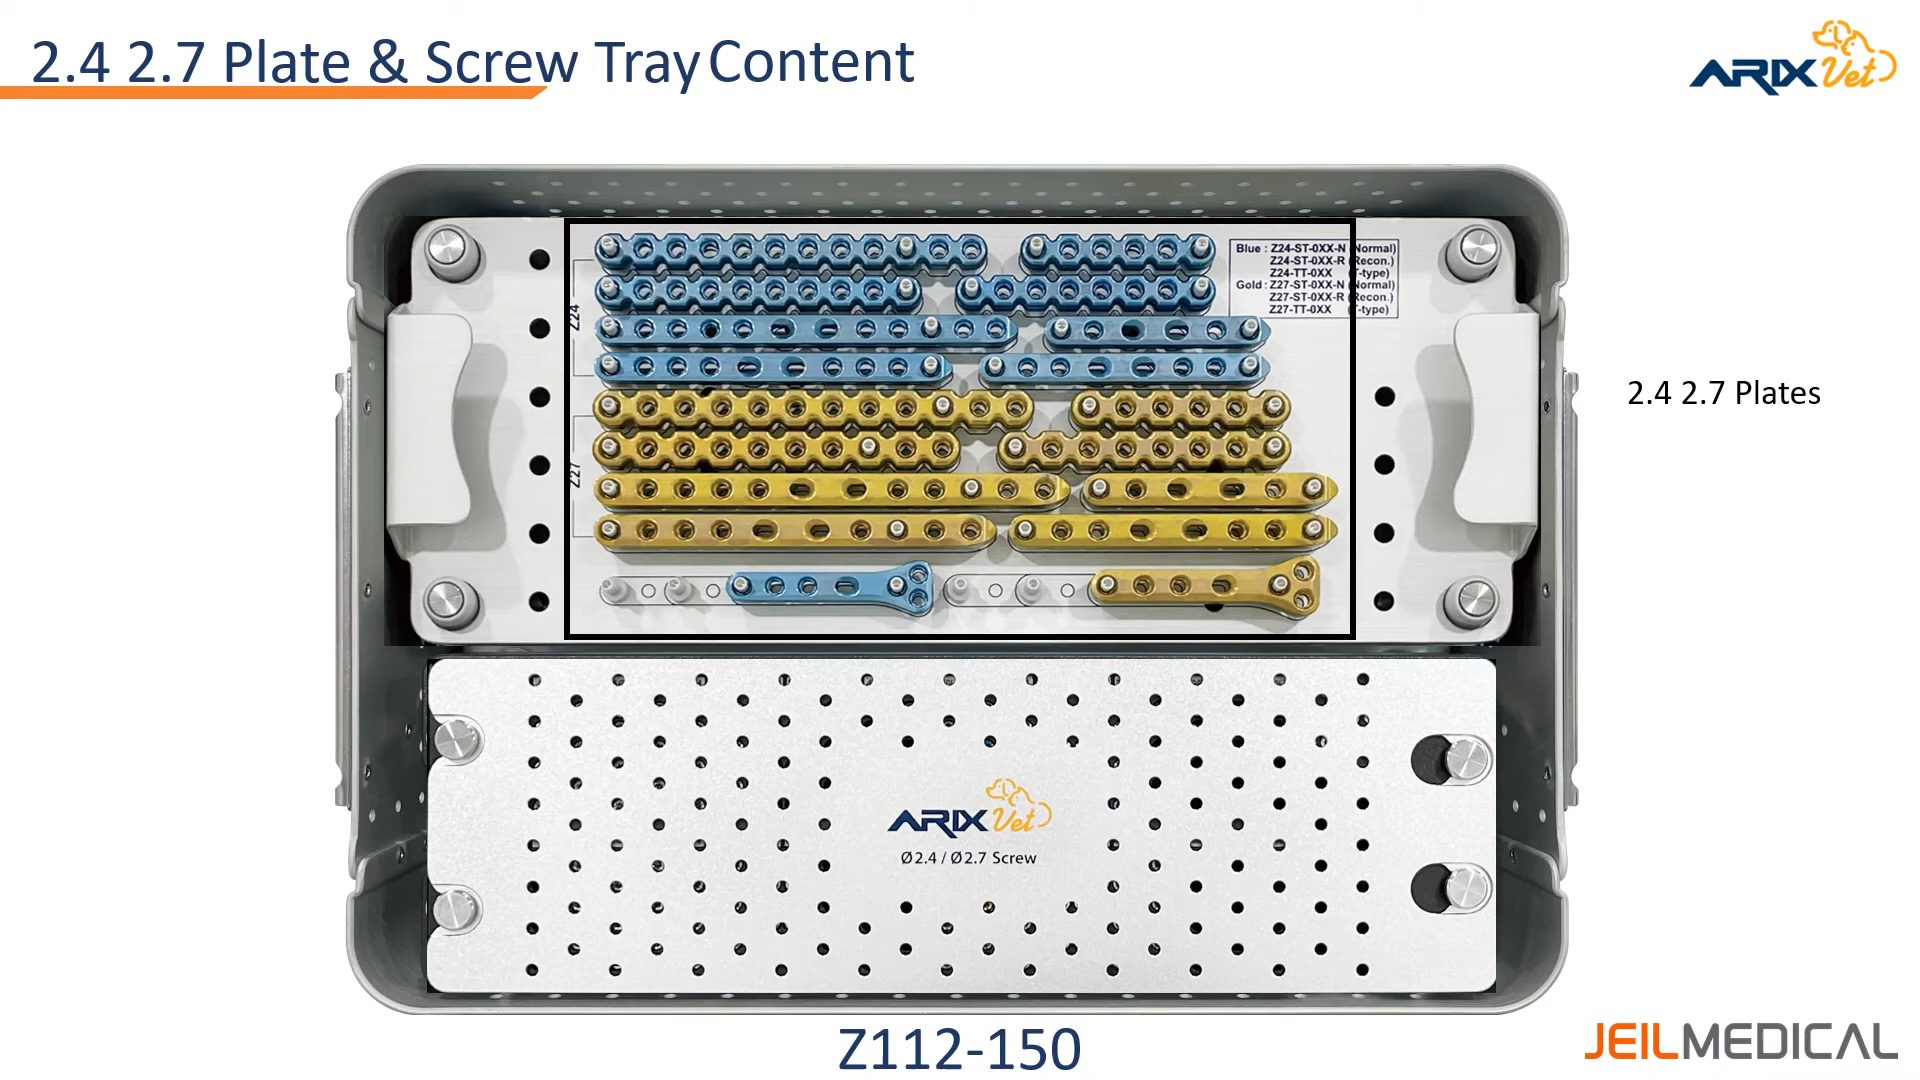 2.4 2.7 Plate & Screw Tray Content
ARIX Vet
Blue : Z24-ST-0XX-N (Normal)
Z24-ST-0XX-R (Recon.)
Z24-TT-0XX (T-type)
Gold : Z27-ST-0XX-N (Normal)
Z27-ST-0XX-R (Recon.)
Z27-TT-0XX (T-type)
Z24
Z27
2.4 2.7 Plates
ARIX Vet
Ø2.4 / Ø2.7 Screw
Z112-150
JEILMEDICAL